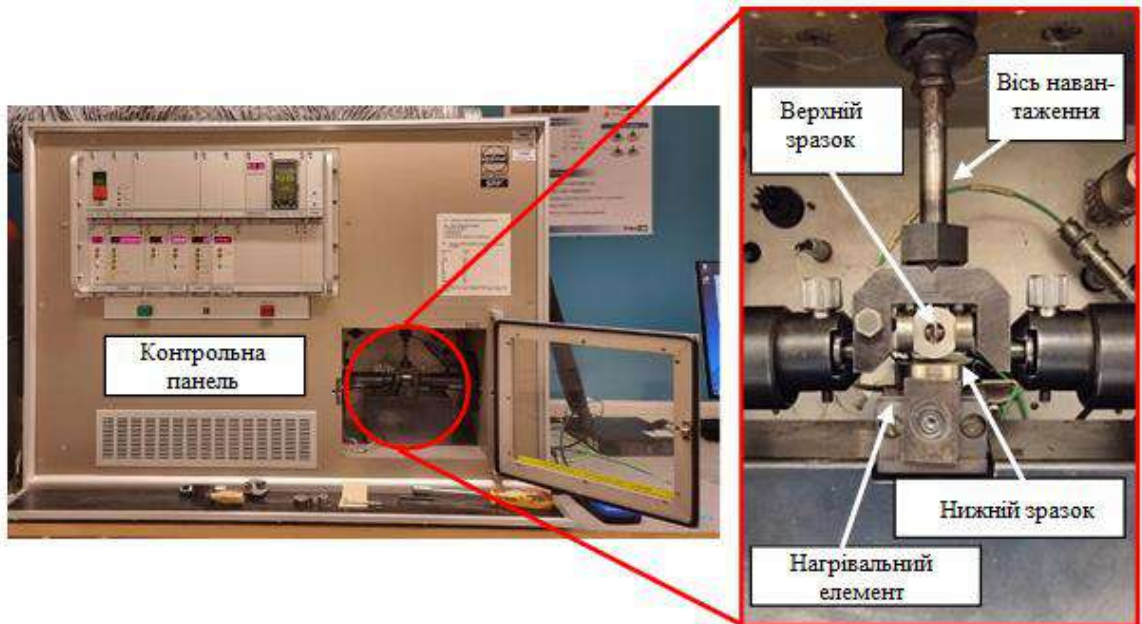 Верхній
зразок
Вісь наван-
таження
Контрольна
панель
Нижній зразок
Нагрівальний
елемент